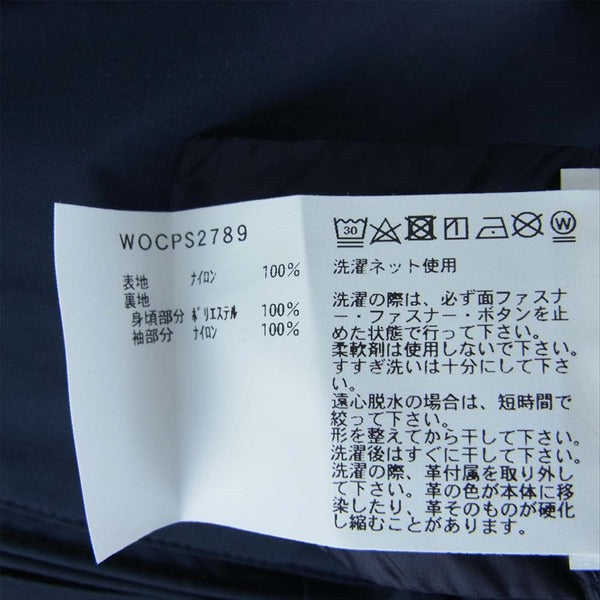 WOCPS2789
表地 ナイロン 100%
裏地
身頃部分 ポリエステル 100%
袖部分 ナイロン 100%
30 W
洗濯ネット使用
洗濯の際は、必ず面ファスナ
ー・ファスナー・ボタンを止
めた状態で行って下さい。
柔軟剤は使用しないで下さい。
すすぎ洗いは十分にして下さ
い。
遠心脱水の場合は、短時間で
絞って下さい。
形を整えてから干して下さい。
洗濯後はすぐに干して下さい。
洗濯の際、革付属を取り外し
て下さい。革の色が本体に移
染したり、革そのものが硬化
し縮むことがあります。